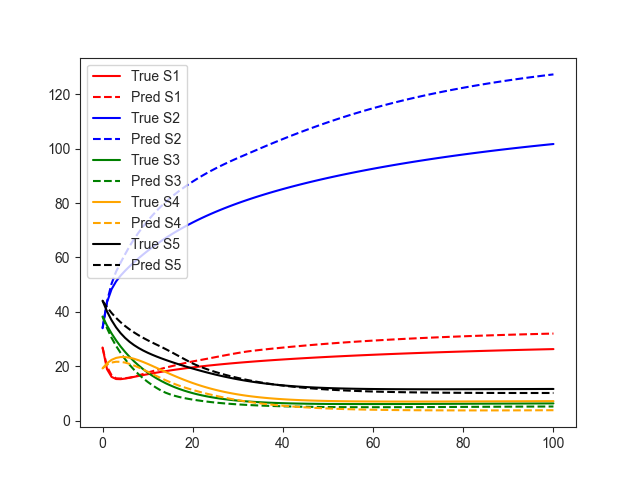 True S1
Pred S1
True S2
Pred S2
True S3
Pred S3
True S4
Pred S4
True S5
Pred S5
120
100
80
60
40
20
0
0 20 40 60 80 100